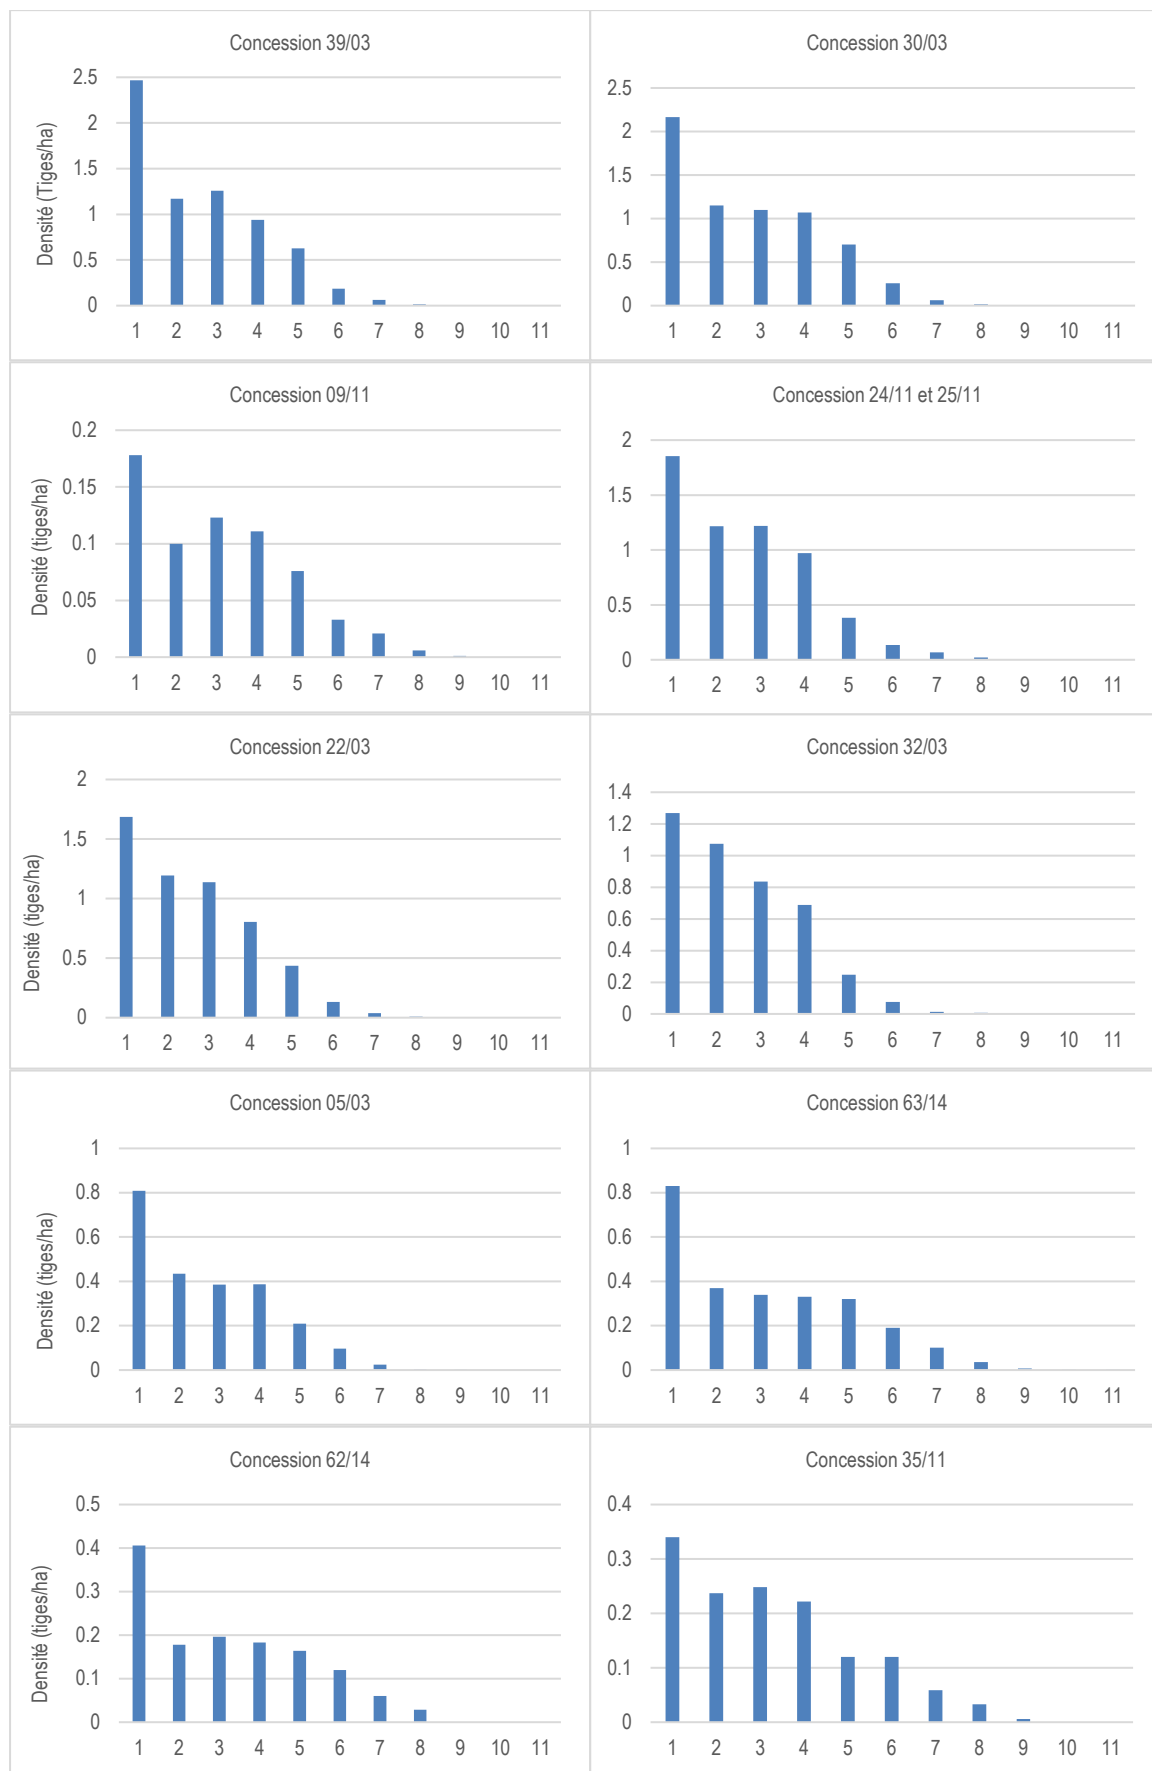 Concession 39/03
Densité (Tiges/ha)
2.5
2
1.5
1
0.5
0
1 2 3 4 5 6 7 8 9 10 11
Concession 30/03
2.5
2
1.5
1
0.5
0
1 2 3 4 5 6 7 8 9 10 11
Concession 09/11
Densité (tiges/ha)
0.2
0.15
0.1
0.05
0
1 2 3 4 5 6 7 8 9 10 11
Concession 24/11 et 25/11
2
1.5
1
0.5
0
1 2 3 4 5 6 7 8 9 10 11
Concession 22/03
Densité (tiges/ha)
2
1.5
1
0.5
0
1 2 3 4 5 6 7 8 9 10 11
Concession 32/03
1.4
1.2
1
0.8
0.6
0.4
0.2
0
1 2 3 4 5 6 7 8 9 10 11
Concession 05/03
Densité (tiges/ha)
1
0.8
0.6
0.4
0.2
0
1 2 3 4 5 6 7 8 9 10 11
Concession 63/14
1
0.8
0.6
0.4
0.2
0
1 2 3 4 5 6 7 8 9 10 11
Concession 62/14
Densité (tiges/ha)
0.5
0.4
0.3
0.2
0.1
0
1 2 3 4 5 6 7 8 9 10 11
Concession 35/11
0.4
0.3
0.2
0.1
0
1 2 3 4 5 6 7 8 9 10 11